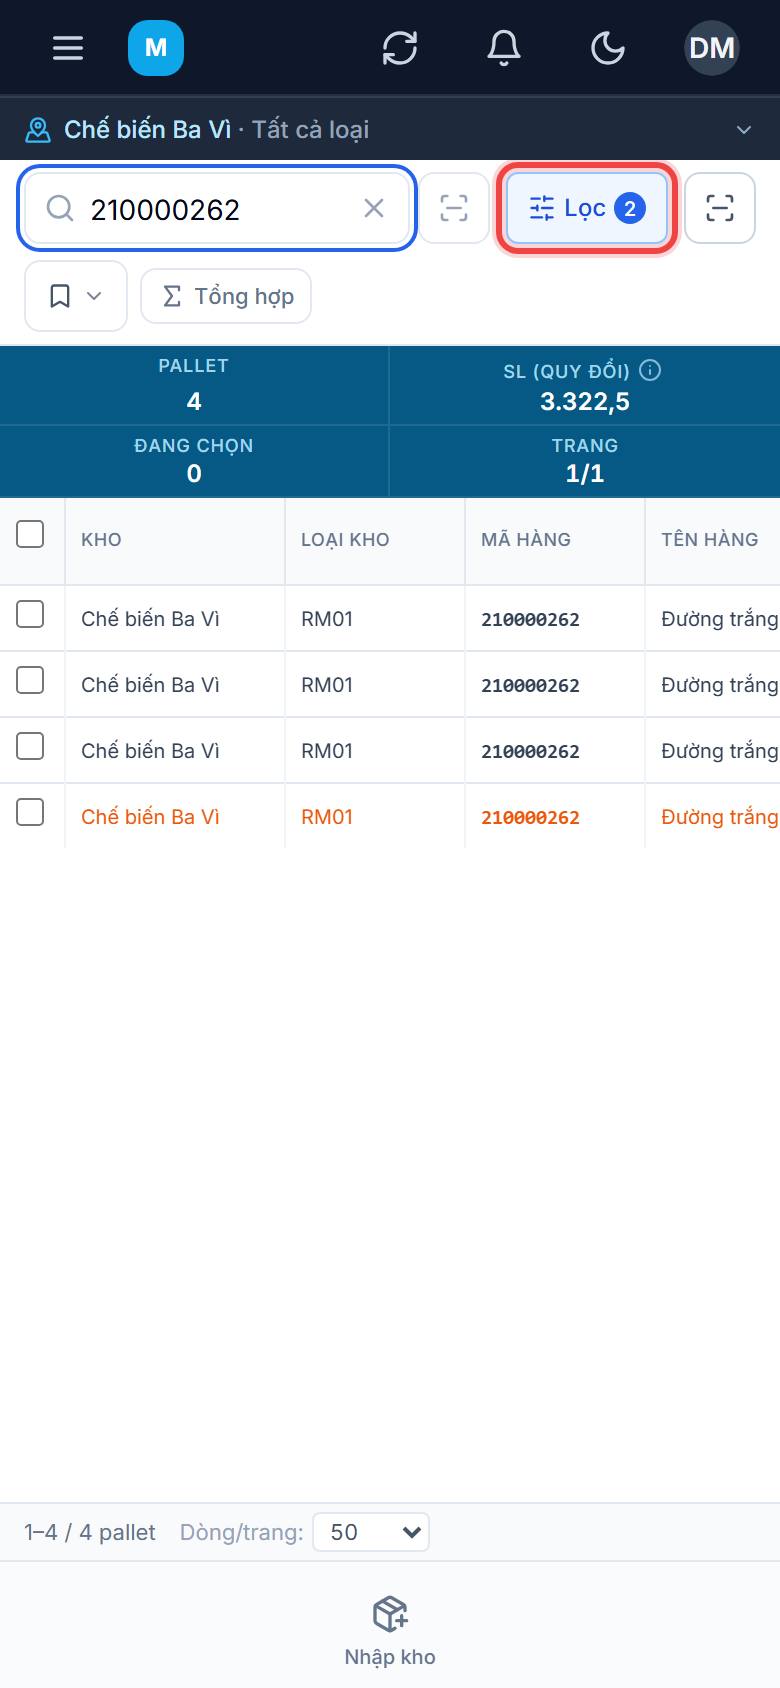 M
DM
Chế biến Ba Vì · Tất cả loại
210000262
Lọc 2
Tổng hợp
PALLET
4
SL (QUY ĐỔI)
3.322,5
ĐANG CHỌN
0
TRANG
1/1
KHO LOẠI KHO MÃ HÀNG TÊN HÀNG
Chế biến Ba Vì RM01 210000262 Đường trắng
Chế biến Ba Vì RM01 210000262 Đường trắng
Chế biến Ba Vì RM01 210000262 Đường trắng
Chế biến Ba Vì RM01 210000262 Đường trắng
1–4 / 4 pallet Dòng/trang: 50
Nhập kho